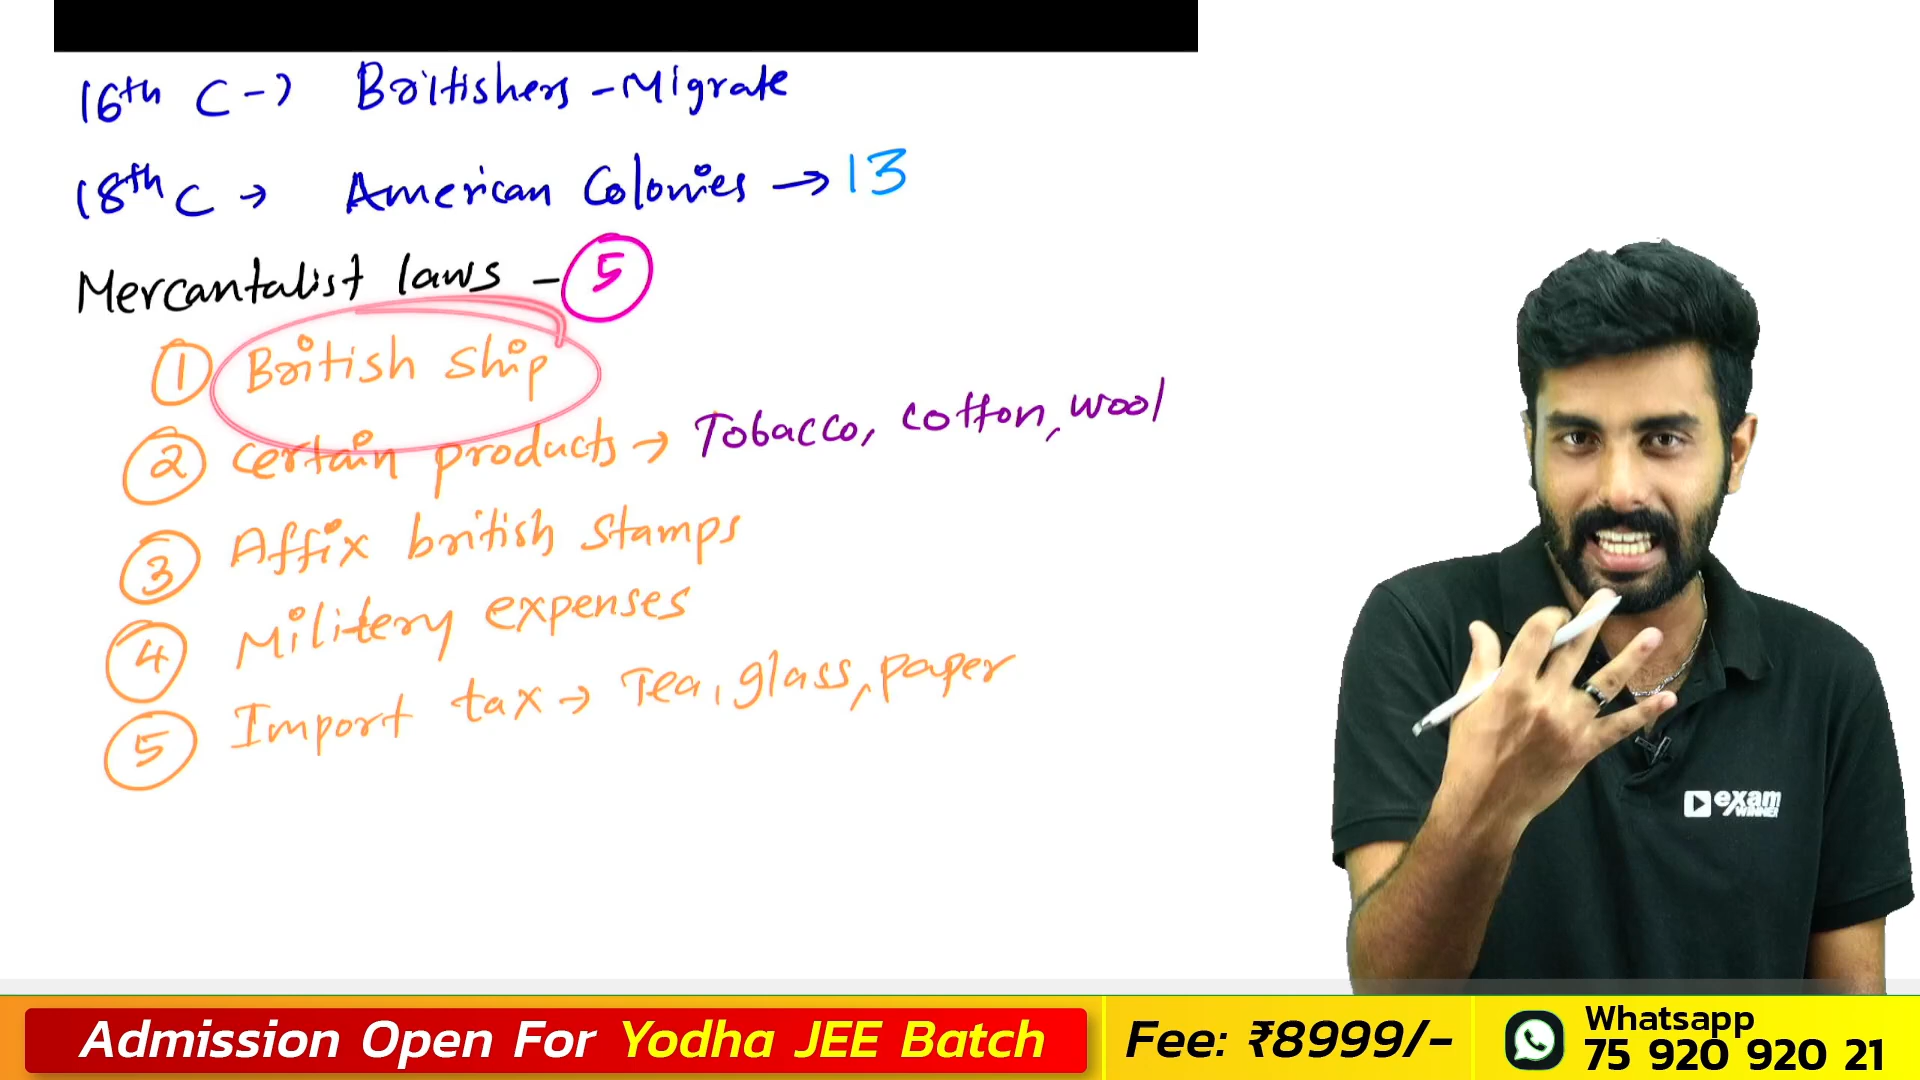 16th C → Britishers - Migrate
18th C → American Colonies → 13
Mercantalist laws - 5
1 British ship
2 certain products → Tobacco, cotton, wool
3 Affix british stamps
4 Militery expenses
5 Import tax → Tea, glass, paper
exam
WINNER
Admission Open For Yodha JEE Batch
Fee: ₹8999/-
Whatsapp
75 920 920 21